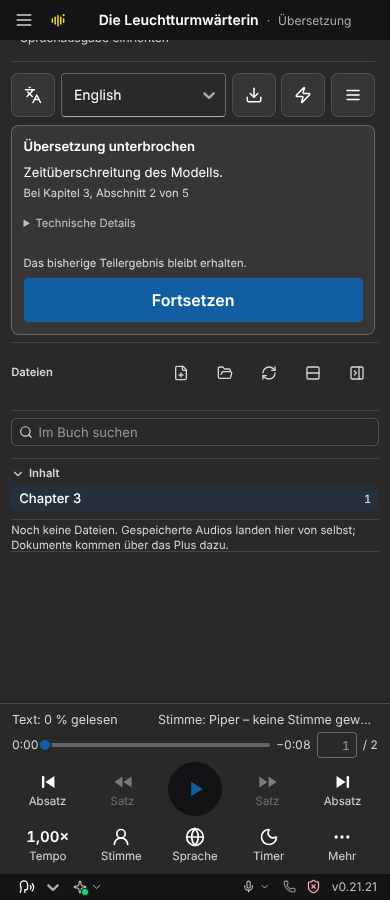 Die Leuchtturmwärterin · Übersetzung
Sprachausgabe einrichten
English
Übersetzung unterbrochen
Zeitüberschreitung des Modells.
Bei Kapitel 3, Abschnitt 2 von 5
Technische Details
Das bisherige Teilergebnis bleibt erhalten.
Fortsetzen
Dateien
Im Buch suchen
Inhalt
Chapter 3 1
Noch keine Dateien. Gespeicherte Audios landen hier von selbst;
Dokumente kommen über das Plus dazu.
Text: 0 % gelesen Stimme: Piper – keine Stimme gew…
0:00 −0:08 1 / 2
Absatz Satz Satz Absatz
1,00×
Tempo Stimme Sprache Timer Mehr
v0.21.21